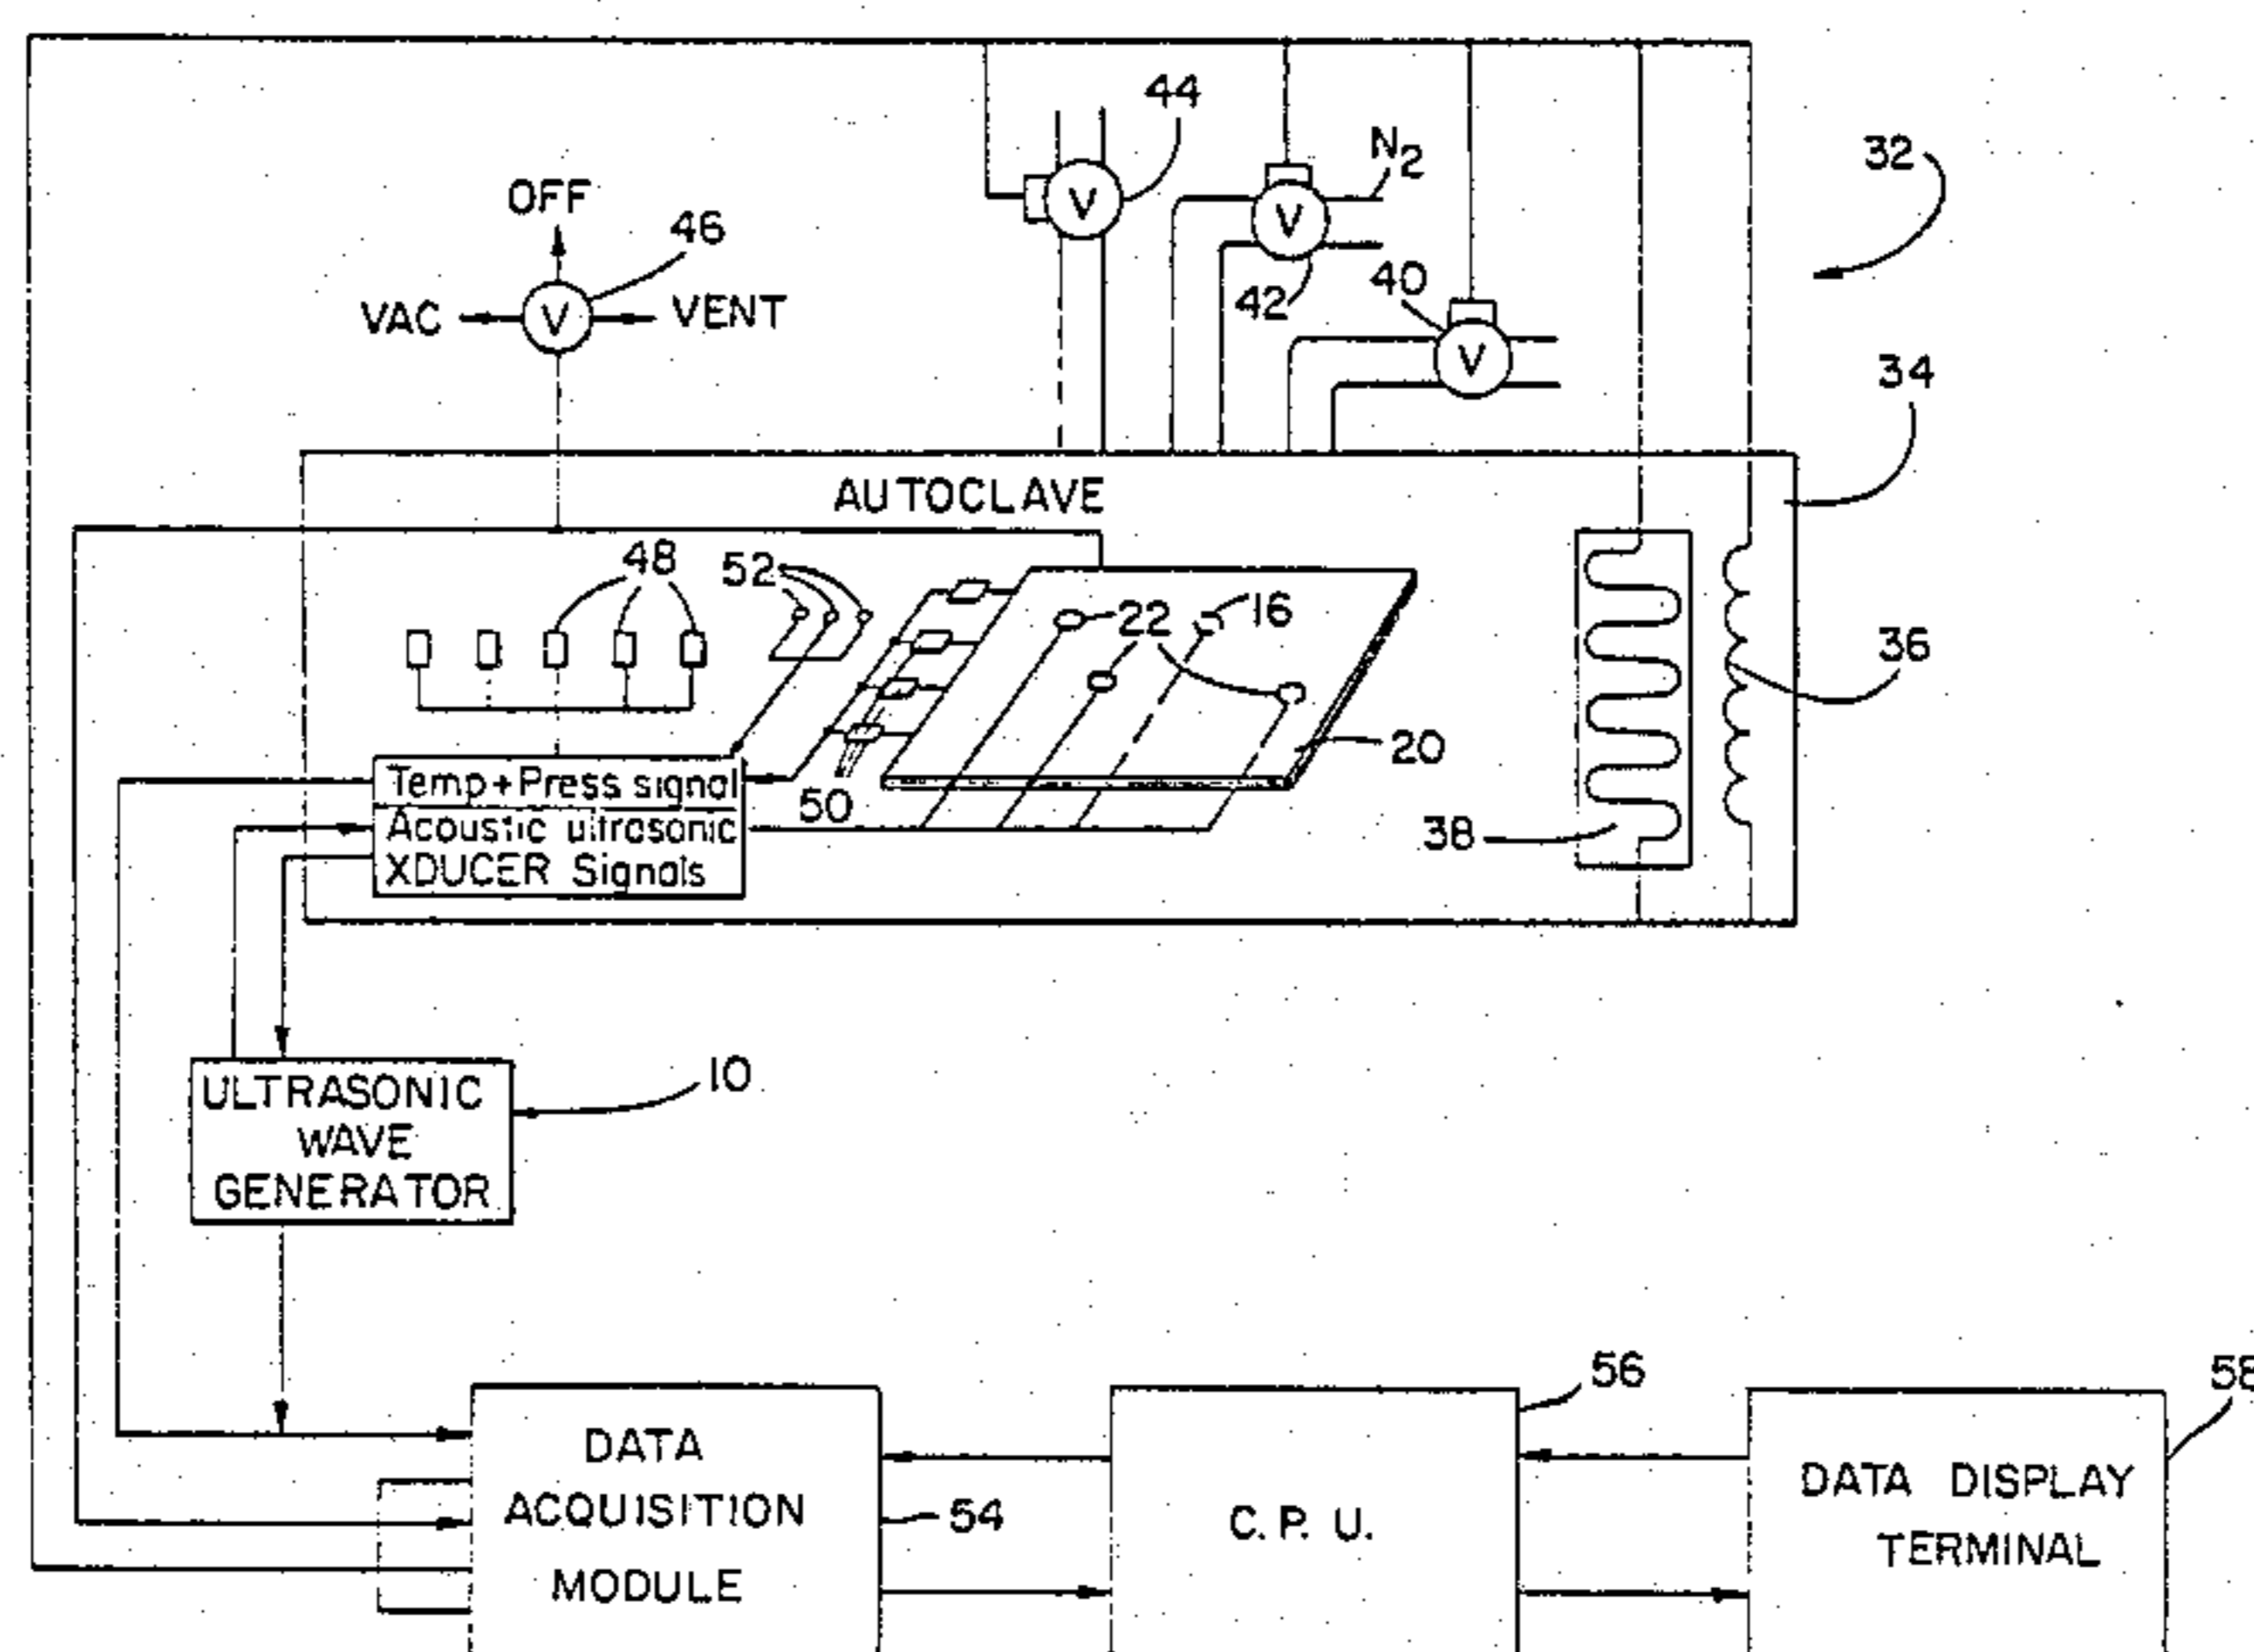 44
N2
32
OFF
46
VAC
V
VENT
V
V
42
40
V
34
AUTOCLAVE
48
52
22
16
36
20
Temp+Press signal
50
Acoustic ultrasonic
XDUCER Signals
38
ULTRASONIC
WAVE
GENERATOR
10
56
58
DATA
ACQUISITION
MODULE
54
C.P.U.
DATA DISPLAY
TERMINAL